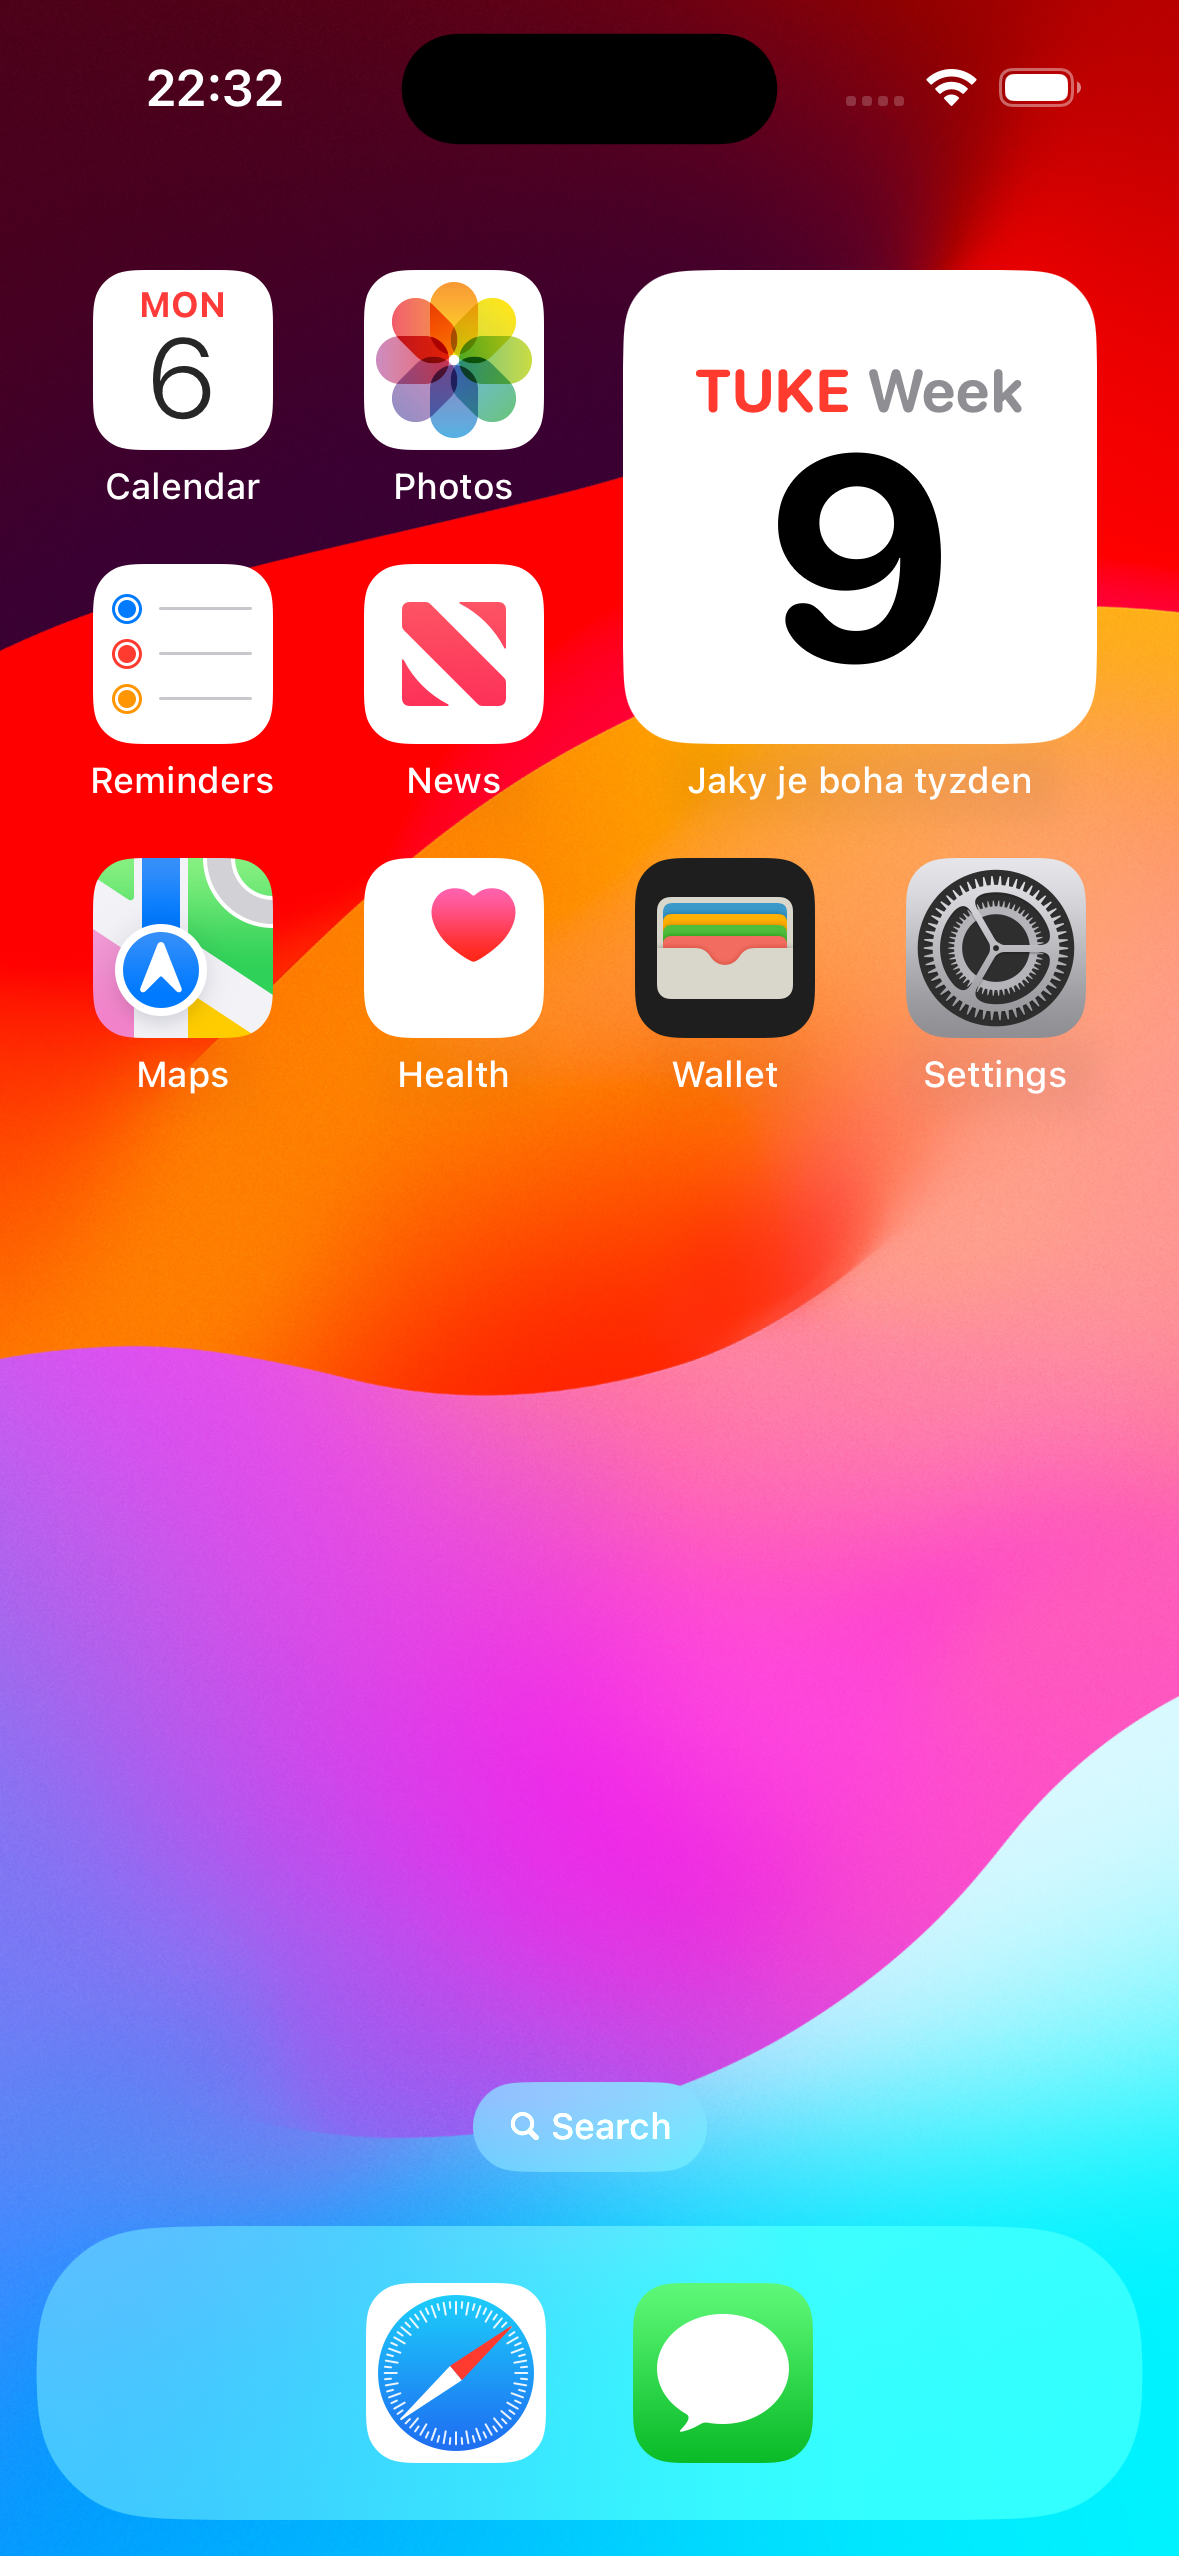 22:32
MON
6
Calendar
Photos
TUKE Week
9
Jaky je boha tyzden
Reminders
News
Maps
Health
Wallet
Settings
Search